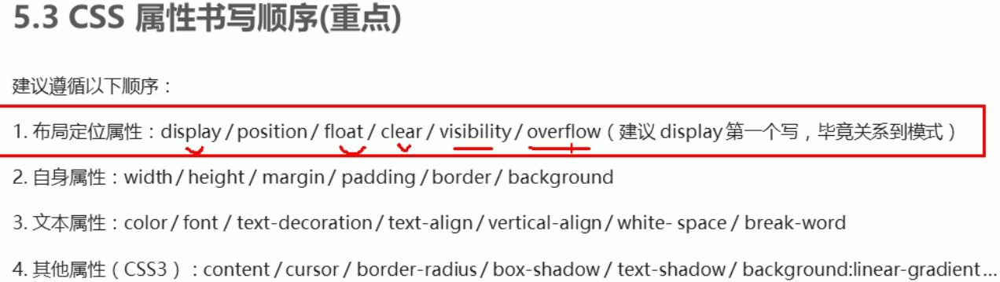 5.3 CSS 属性书写顺序(重点)
建议遵循以下顺序：
1. 布局定位属性：display / position / float / clear / visibility / overflow（建议 display 第一个写，毕竟关系到模式）
2. 自身属性：width / height / margin / padding / border / background
3. 文本属性：color / font / text-decoration / text-align / vertical-align / white- space / break-word
4. 其他属性（CSS3）：content / cursor / border-radius / box-shadow / text-shadow / background:linear-gradient…